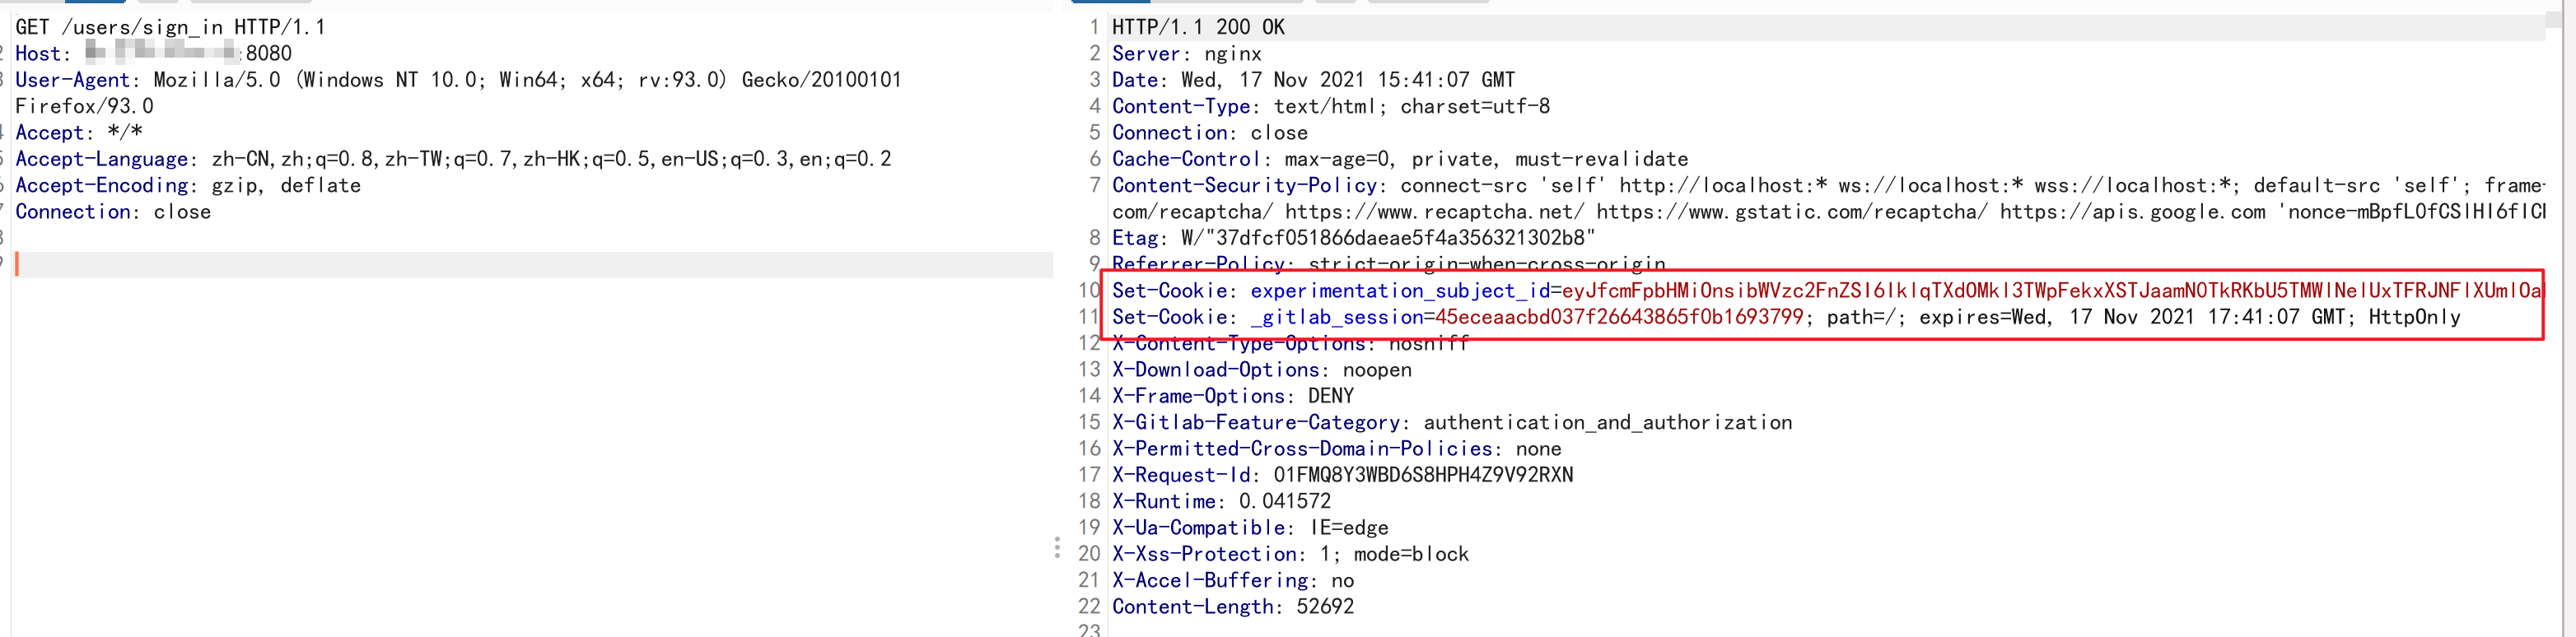 GET /users/sign_in HTTP/1.1
Host: :8080
User-Agent: Mozilla/5.0 (Windows NT 10.0; Win64; x64; rv:93.0) Gecko/20100101
Firefox/93.0
Accept: */*
Accept-Language: zh-CN,zh;q=0.8,zh-TW;q=0.7,zh-HK;q=0.5,en-US;q=0.3,en;q=0.2
Accept-Encoding: gzip, deflate
Connection: close
1 HTTP/1.1 200 OK
2 Server: nginx
3 Date: Wed, 17 Nov 2021 15:41:07 GMT
4 Content-Type: text/html; charset=utf-8
5 Connection: close
6 Cache-Control: max-age=0, private, must-revalidate
7 Content-Security-Policy: connect-src 'self' http://localhost:* ws://localhost:* wss://localhost:*; default-src 'self'; frame-
com/recaptcha/ https://www.recaptcha.net/ https://www.gstatic.com/recaptcha/ https://apis.google.com
8 Etag: W/"37dfcf051866daeae5f4a356321302b8"
9 Referrer-Policy: strict-origin-when-cross-origin
10 Set-Cookie: experimentation_subject_id=
11 Set-Cookie: _gitlab_session=45eceaacbd037f26643865f0b1693799; path=/; expires=Wed, 17 Nov 2021 17:41:07 GMT; HttpOnly
12 X-Content-Type-Options: nosniff
13 X-Download-Options: noopen
14 X-Frame-Options: DENY
15 X-Gitlab-Feature-Category: authentication_and_authorization
16 X-Permitted-Cross-Domain-Policies: none
17 X-Request-Id: 01FMQ8Y3WBD6S8HPH4Z9V92RXN
18 X-Runtime: 0.041572
19 X-Ua-Compatible: IE=edge
20 X-Xss-Protection: 1; mode=block
21 X-Accel-Buffering: no
22 Content-Length: 52692
23